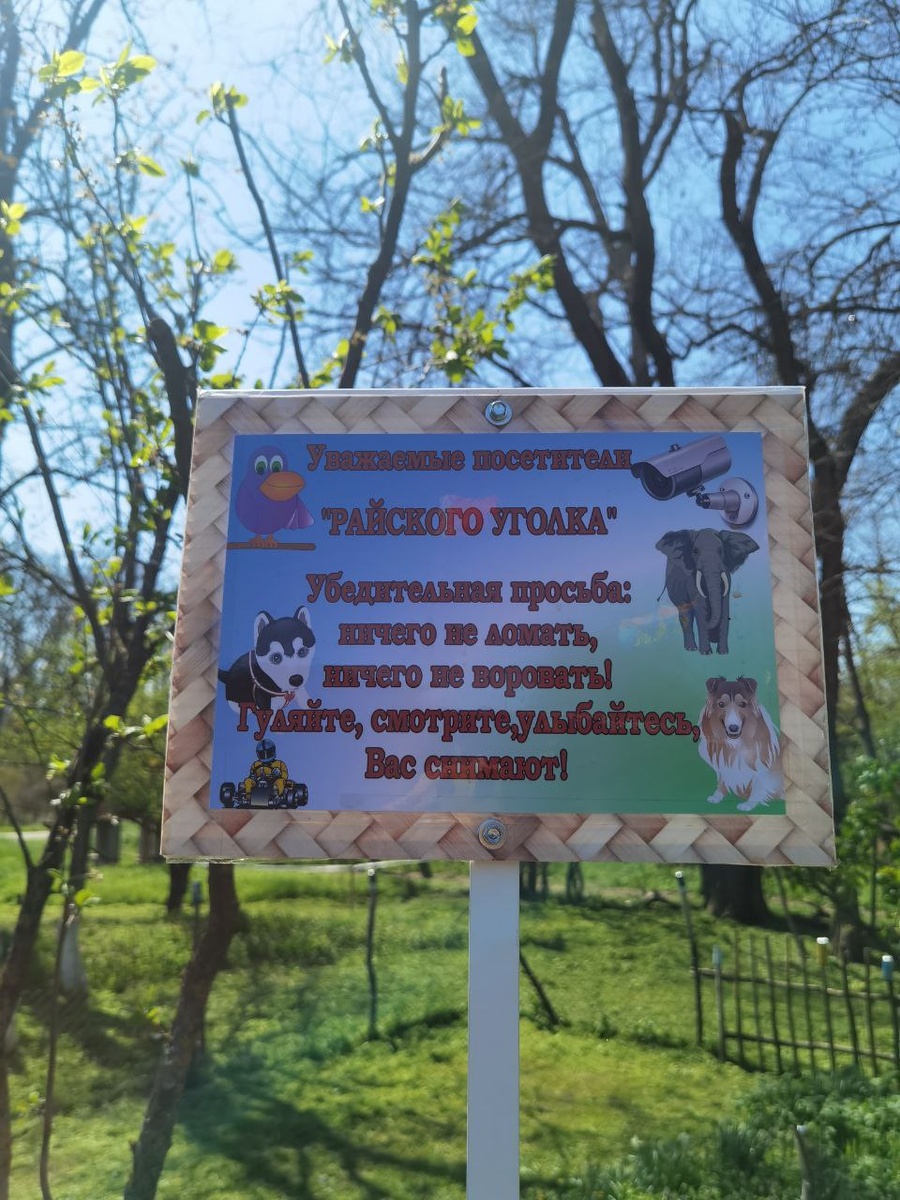 Уважаемые посетители
"РАЙСКОГО УГОЛКА"
Убедительная просьба:
ничего не ломать,
ничего не воровать!
Гуляйте, смотрите,улыбайтесь,
Вас снимают!